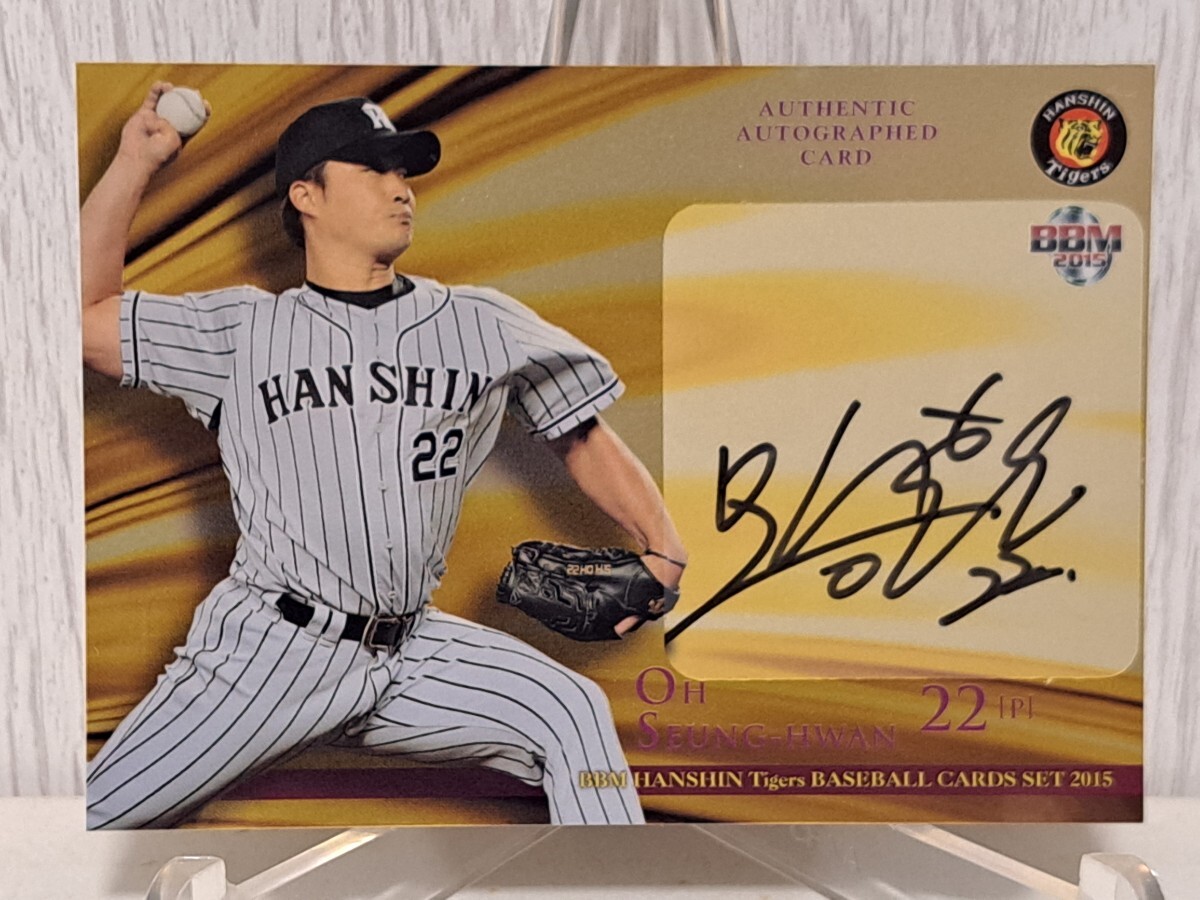 AUTHENTIC
AUTOGRAPHED
CARD
HANSHIN
Tigers
BBM
2015
HANSHIN
22
OH
SEUNG-HWAN
22 [P]
BBM HANSHIN Tigers BASEBALL CARDS SET 2015